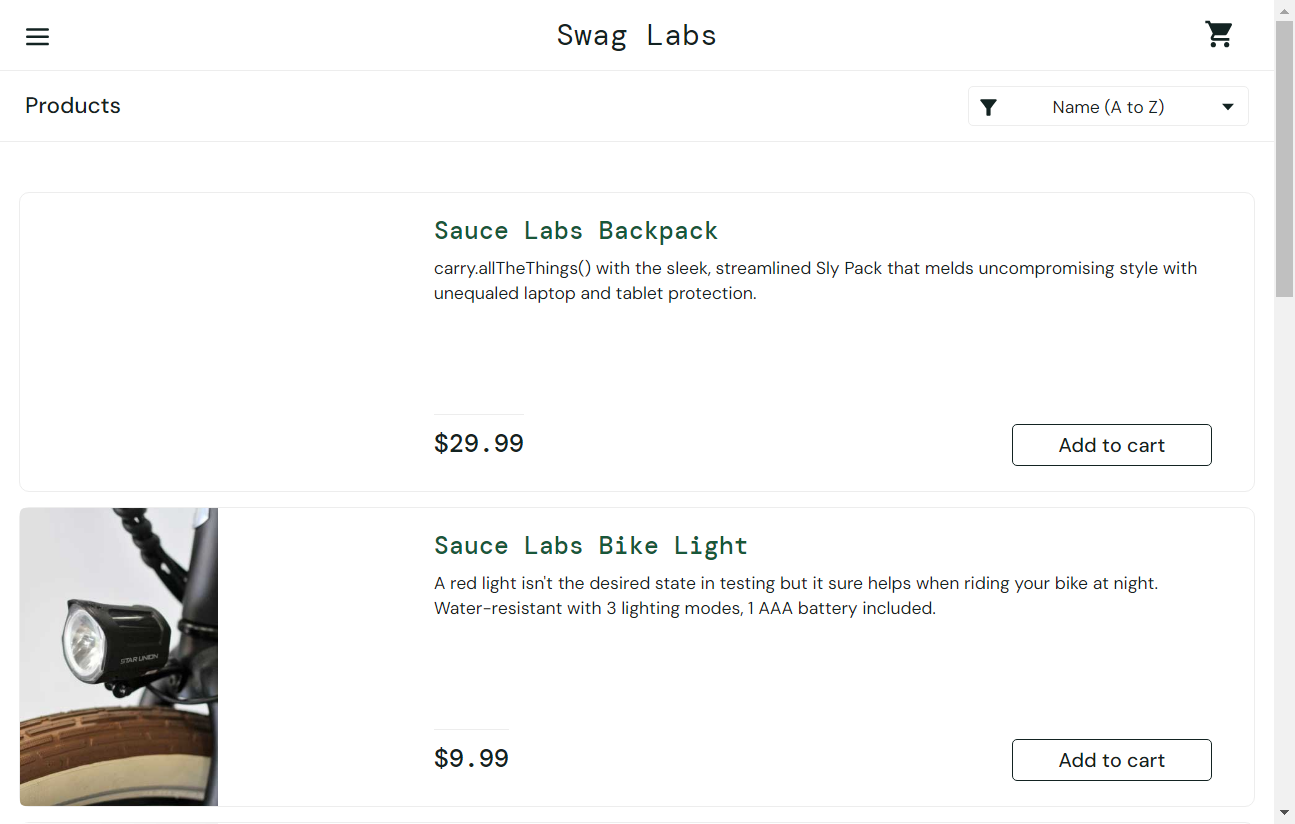 Swag Labs
Products
Name (A to Z)
Sauce Labs Backpack
carry.allTheThings() with the sleek, streamlined Sly Pack that melds uncompromising style with
unequaled laptop and tablet protection.
$29.99
Add to cart
Sauce Labs Bike Light
A red light isn't the desired state in testing but it sure helps when riding your bike at night.
Water-resistant with 3 lighting modes, 1 AAA battery included.
STAR UNION
$9.99
Add to cart